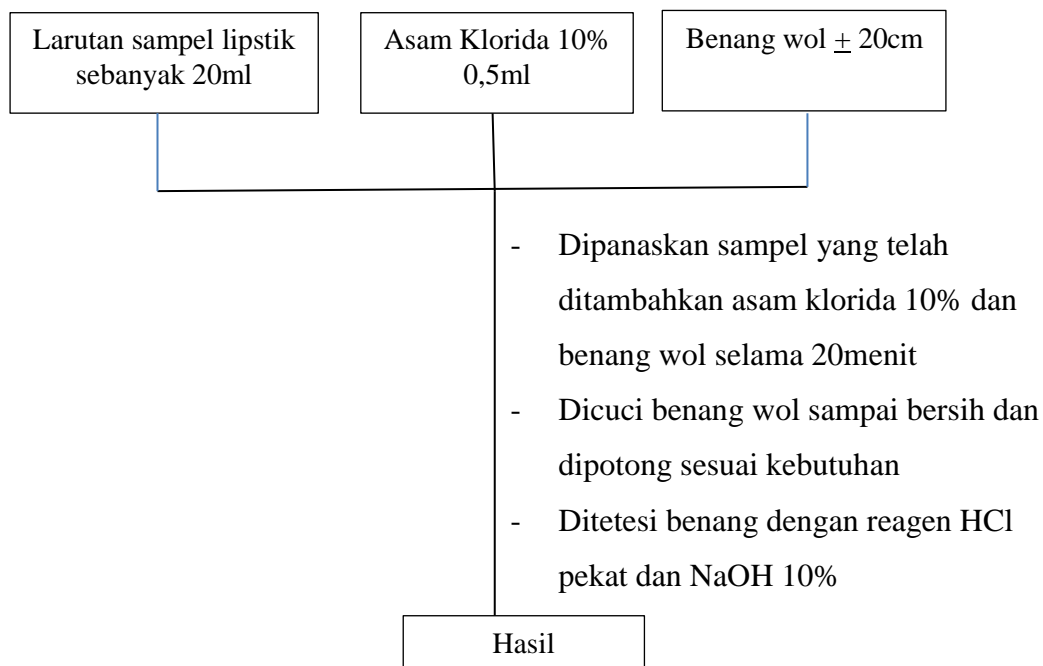 Larutan sampel lipstik
sebanyak 20ml
Asam Klorida 10%
0,5ml
Benang wol ± 20cm
- Dipanaskan sampel yang telah
ditambahkan asam klorida 10% dan
benang wol selama 20menit
- Dicuci benang wol sampai bersih dan
dipotong sesuai kebutuhan
- Ditetesi benang dengan reagen HCl
pekat dan NaOH 10%
Hasil